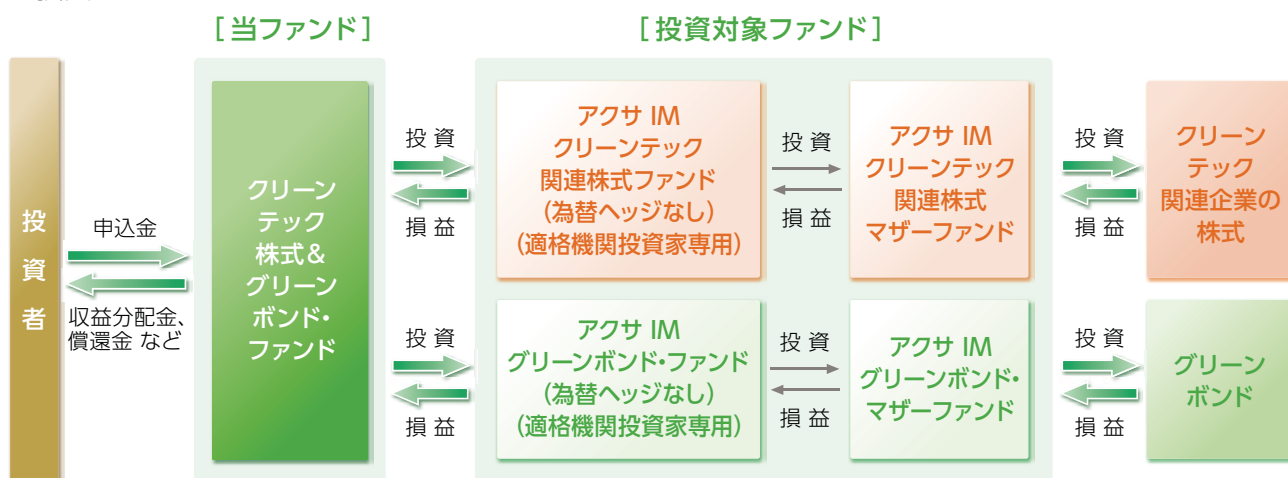 [当ファンド]
[投資対象ファンド]
投資者
申込金
収益分配金、
償還金 など
クリーン
テック
株式&
グリーン
ボンド・
ファンド
投 資
損 益
アクサ IM
クリーンテック
関連株式ファンド
(為替ヘッジなし)
(適格機関投資家専用)
投 資
損 益
アクサ IM
クリーンテック
関連株式
マザーファンド
投 資
損 益
クリーン
テック
関連企業の
株式
投 資
損 益
アクサ IM
グリーンボンド・ファンド
(為替ヘッジなし)
(適格機関投資家専用)
投 資
損 益
アクサ IM
グリーンボンド・
マザーファンド
投 資
損 益
グリーン
ボンド